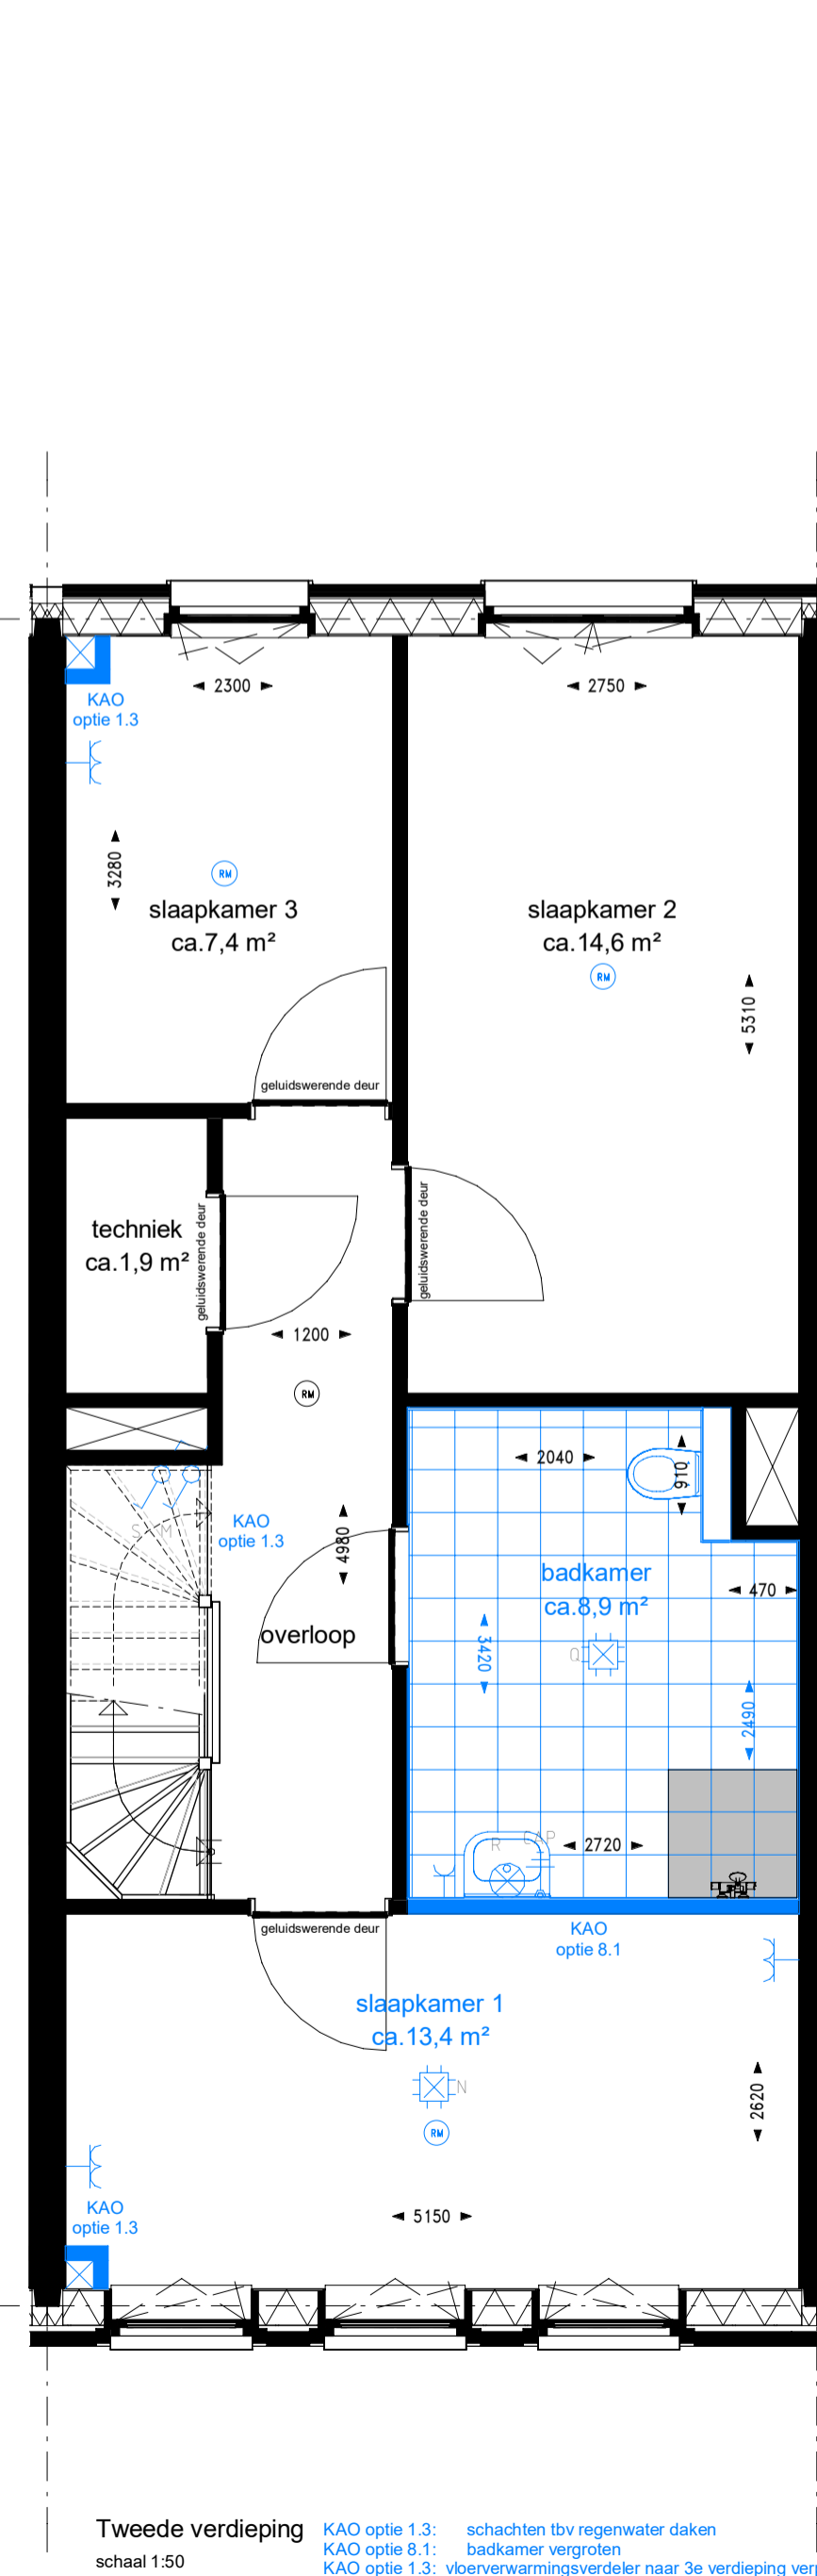 2300
2750
KAO
optie 1.3
3280
RM
slaapkamer 3
ca.7,4 m²
slaapkamer 2
ca.14,6 m²
RM
5310
geluidswerende deur
techniek
ca.1,9 m²
geluidswerende deur
geluidswerende deur
1200
RM
2040
910
KAO
optie 1.3
4980
badkamer
ca.8,9 m²
470
overloop
3420
Q
2490
R
CAP
2720
geluidswerende deur
KAO
optie 8.1
slaapkamer 1
ca.13,4 m²
N
RM
2620
KAO
optie 1.3
5150
Tweede verdieping
schaal 1:50
KAO optie 1.3: schachten tbv regenwater daken
KAO optie 8.1: badkamer vergroten
KAO optie 1.3: vloerverwarmingsverdeler naar 3e verdieping